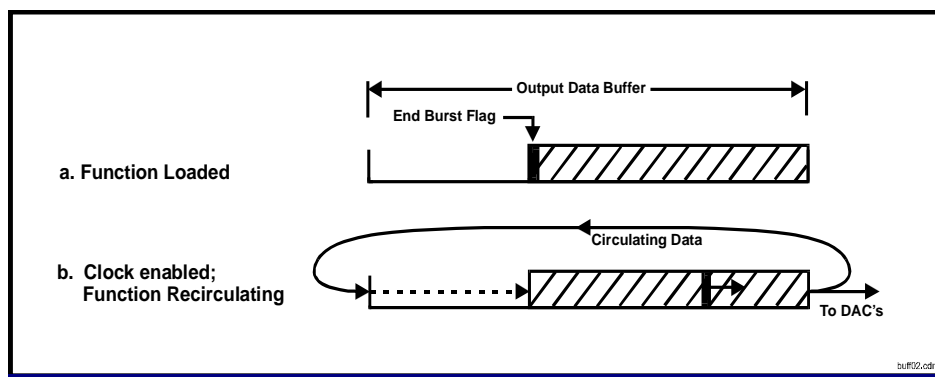 Output Data Buffer
End Burst Flag
a. Function Loaded
Circulating Data
b. Clock enabled;
Function Recirculating
To DAC's
buff02.cdr